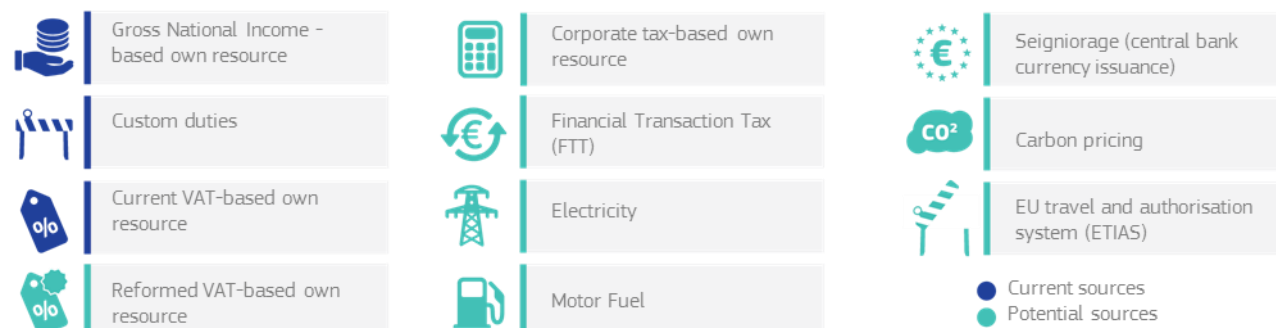 Gross National Income -
based own resource
Custom duties
Current VAT-based own
resource
Reformed VAT-based own
resource
Corporate tax-based own
resource
Financial Transaction Tax
(FTT)
Electricity
Motor Fuel
Seigniorage (central bank
currency issuance)
CO²
Carbon pricing
EU travel and authorisation
system (ETIAS)
Current sources
Potential sources
%
%
€
€